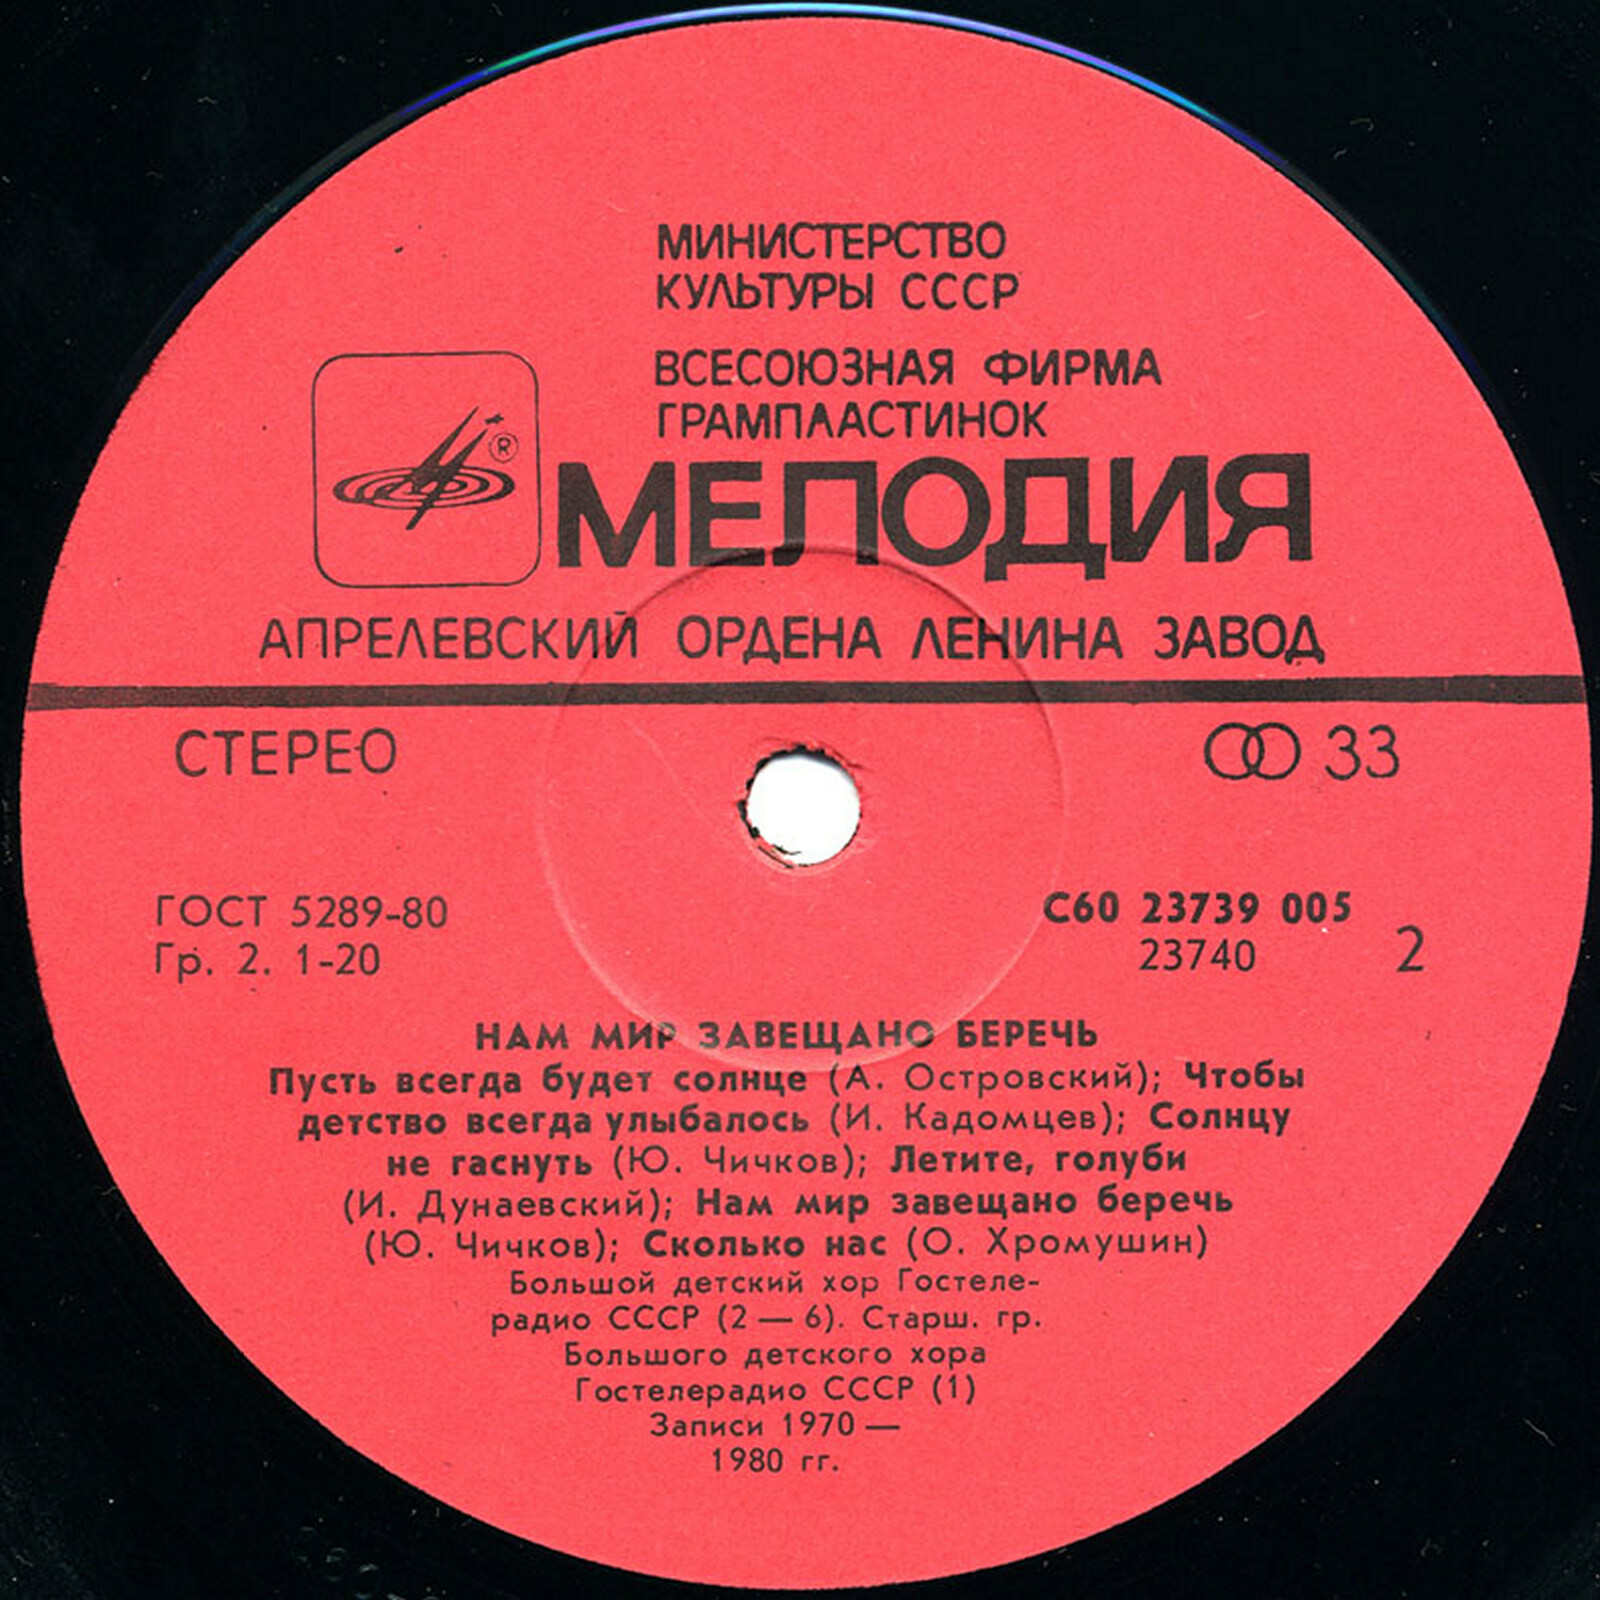 МИНИСТЕРСТВО
КУЛЬТУРЫ СССР
ВСЕСОЮЗНАЯ ФИРМА
ГРАМПЛАСТИНОК
®
МЕЛОДИЯ
АПРЕЛЕВСКИЙ ОРДЕНА ЛЕНИНА ЗАВОД
СТЕРЕО
33
ГОСТ 5289-80
Гр. 2. 1-20
С60 23739 005
23740
2
НАМ МИР ЗАВЕЩАНО БЕРЕЧЬ
Пусть всегда будет солнце (А. Островский); Чтобы
детство всегда улыбалось (И. Кадомцев); Солнцу
не гаснуть (Ю. Чичков); Летите, голуби
(И. Дунаевский); Нам мир завещано беречь
(Ю. Чичков); Сколько нас (О. Хромушин)
Большой детский хор Гостеле-
радио СССР (2 — 6). Старш. гр.
Большого детского хора
Гостелерадио СССР (1)
Записи 1970 —
1980 гг.